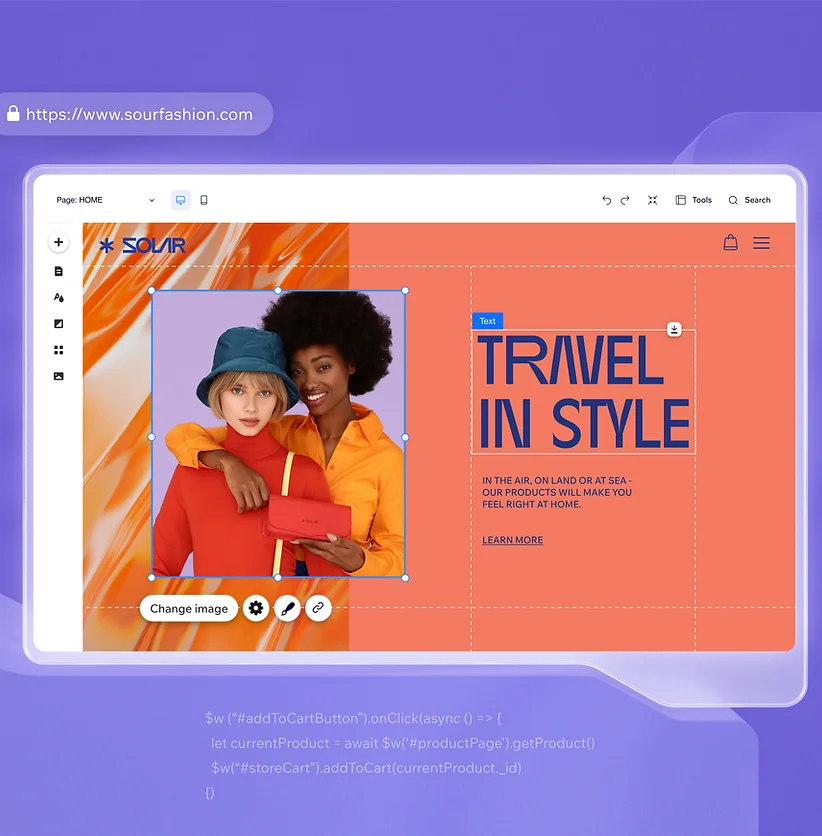 https://www.sourfashion.com
Page: HOME
Tools
Search
SOLAR
Text
TRAVEL
IN STYLE
IN THE AIR, ON LAND OR AT SEA -
OUR PRODUCTS WILL MAKE YOU
FEEL RIGHT AT HOME.
LEARN MORE
SOLAR
Change image
$w (“#addToCartButton”).onClick(async () => {
let currentProduct = await $w('#productPage’).getProduct()
$w(“#storeCart”).addToCart(currentProduct._id)
{)